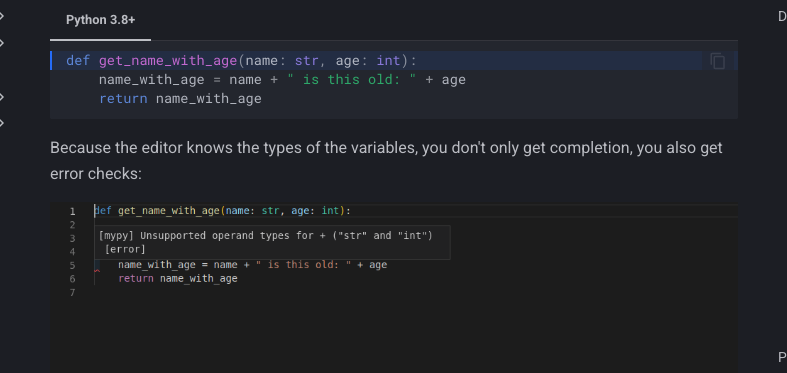 D
Python 3.8+
def get_name_with_age(name: str, age: int):
    name_with_age = name + " is this old: " + age
    return name_with_age
Because the editor knows the types of the variables, you don't only get completion, you also get
error checks:
1 def get_name_with_age(name: str, age: int):
2
3 [mypy] Unsupported operand types for + ("str" and "int")
4 [error]
5     name_with_age = name + " is this old: " + age
6     return name_with_age
7
P